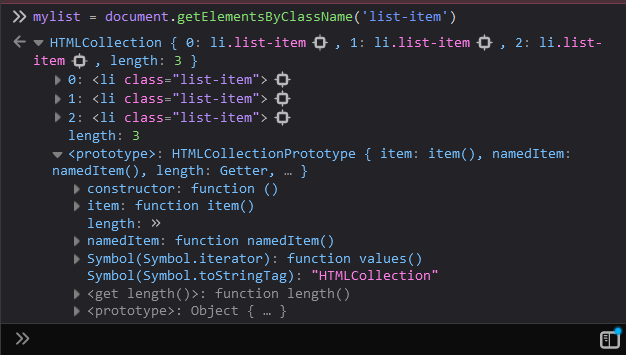 » mylist = document.getElementsByClassName('list-item')
← ▼ HTMLCollection { 0: li.list-item , 1: li.list-item , 2: li.list-
item , length: 3 }
▶ 0: <li class="list-item">
▶ 1: <li class="list-item">
▶ 2: <li class="list-item">
length: 3
▼ <prototype>: HTMLCollectionPrototype { item: item(), namedItem:
namedItem(), length: Getter, … }
▶ constructor: function ()
▶ item: function item()
length: »
▶ namedItem: function namedItem()
▶ Symbol(Symbol.iterator): function values()
Symbol(Symbol.toStringTag): "HTMLCollection"
▶ <get length()>: function length()
▶ <prototype>: Object { … }
»